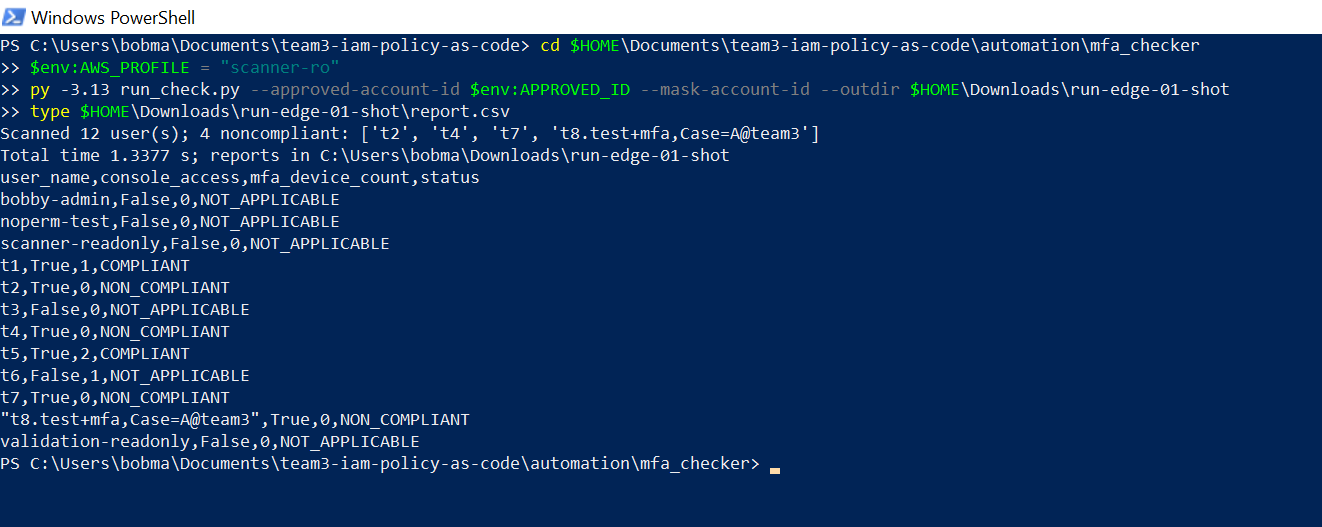 Windows PowerShell
PS C:\Users\bobma\Documents\team3-iam-policy-as-code> cd $HOME\Documents\team3-iam-policy-as-code\automation\mfa_checker
>> $env:AWS_PROFILE = "scanner-ro"
>> py -3.13 run_check.py --approved-account-id $env:APPROVED_ID --mask-account-id --outdir $HOME\Downloads\run-edge-01-shot
>> type $HOME\Downloads\run-edge-01-shot\report.csv
Scanned 12 user(s); 4 noncompliant: ['t2', 't4', 't7', 't8.test+mfa,Case=A@team3']
Total time 1.3377 s; reports in C:\Users\bobma\Downloads\run-edge-01-shot
user_name,console_access,mfa_device_count,status
bobby-admin,False,0,NOT_APPLICABLE
noperm-test,False,0,NOT_APPLICABLE
scanner-readonly,False,0,NOT_APPLICABLE
t1,True,1,COMPLIANT
t2,True,0,NON_COMPLIANT
t3,False,0,NOT_APPLICABLE
t4,True,0,NON_COMPLIANT
t5,True,2,COMPLIANT
t6,False,1,NOT_APPLICABLE
t7,True,0,NON_COMPLIANT
"t8.test+mfa,Case=A@team3",True,0,NON_COMPLIANT
validation-readonly,False,0,NOT_APPLICABLE
PS C:\Users\bobma\Documents\team3-iam-policy-as-code\automation\mfa_checker>